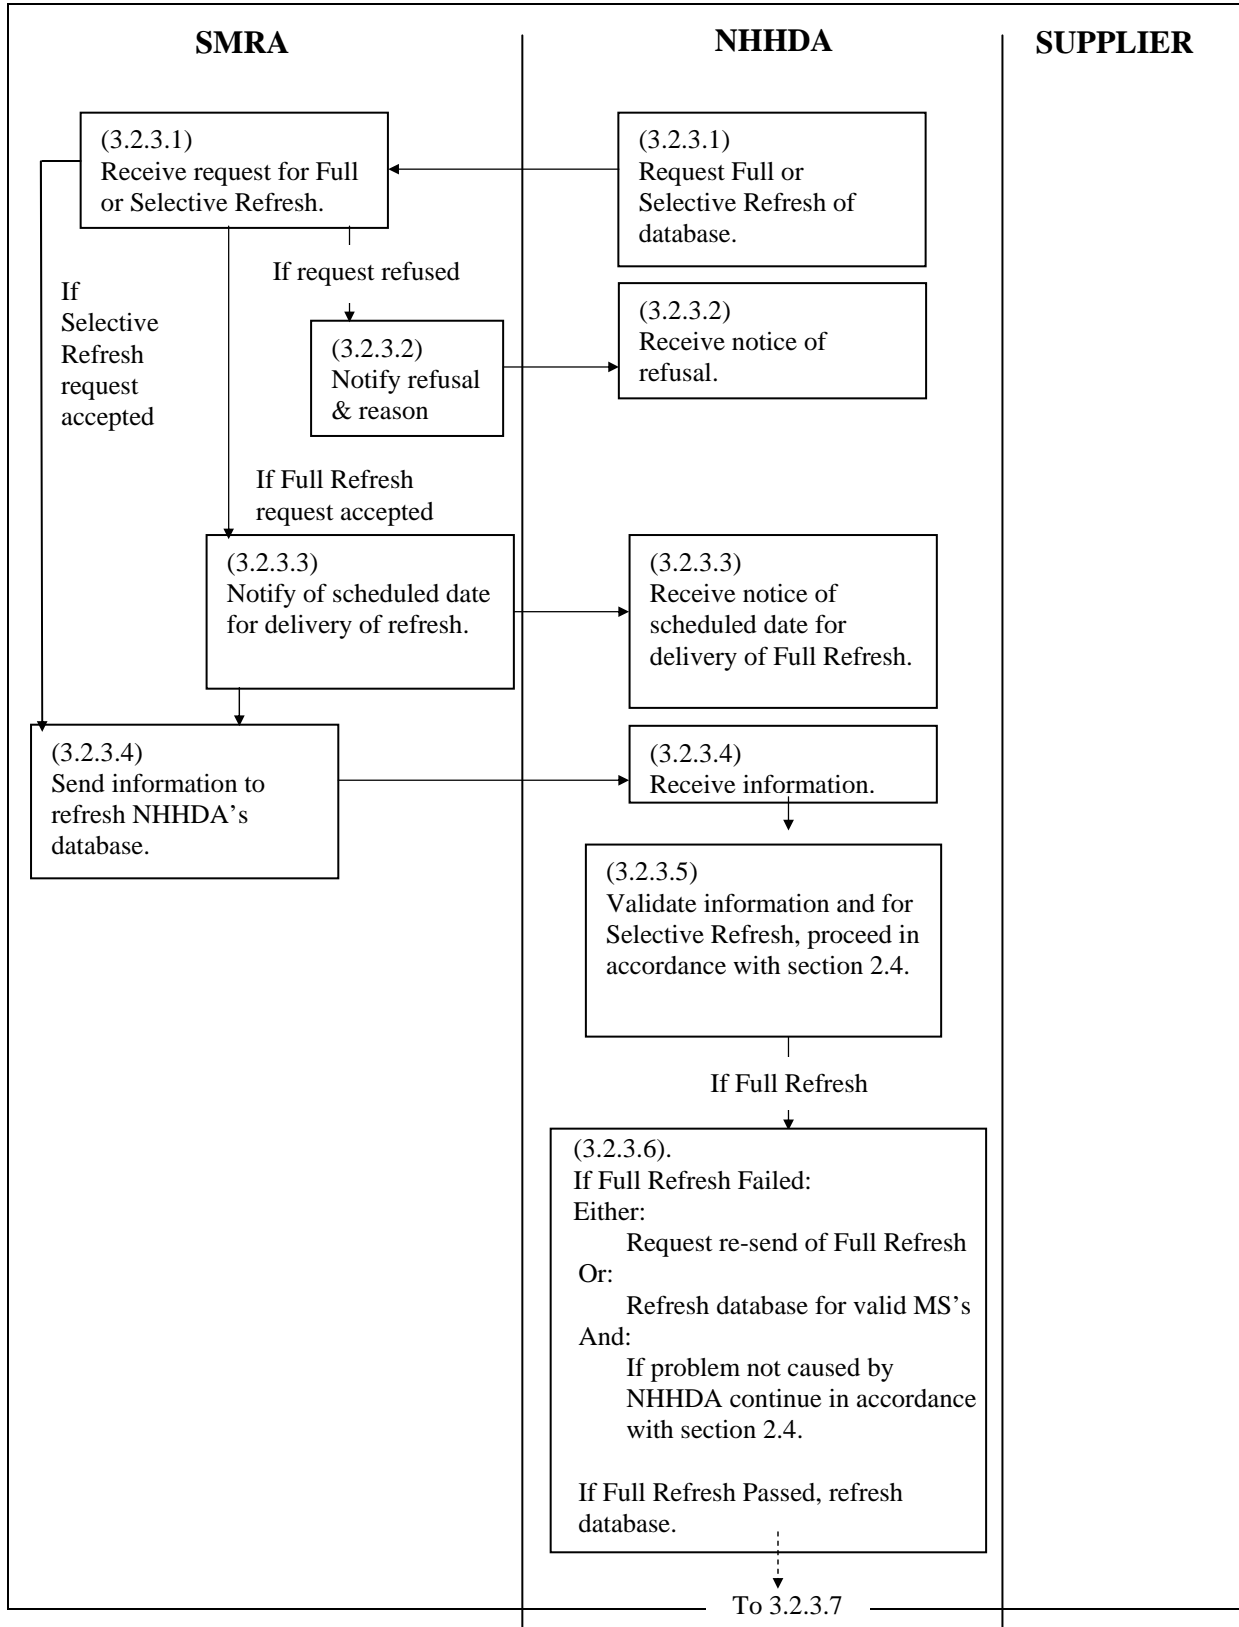 SMRA
NHHDA
SUPPLIER
(3.2.3.1)
Receive request for Full
or Selective Refresh.
(3.2.3.1)
Request Full or
Selective Refresh of
database.
If request refused
If
Selective
Refresh
request
accepted
(3.2.3.2)
Notify refusal
& reason
(3.2.3.2)
Receive notice of
refusal.
If Full Refresh
request accepted
(3.2.3.3)
Notify of scheduled date
for delivery of refresh.
(3.2.3.3)
Receive notice of
scheduled date for
delivery of Full Refresh.
(3.2.3.4)
Send information to
refresh NHHDA’s
database.
(3.2.3.4)
Receive information.
(3.2.3.5)
Validate information and for
Selective Refresh, proceed in
accordance with section 2.4.
If Full Refresh
(3.2.3.6).
If Full Refresh Failed:
Either:
Request re-send of Full Refresh
Or:
Refresh database for valid MS’s
And:
If problem not caused by
NHHDA continue in accordance
with section 2.4.
If Full Refresh Passed, refresh
database.
To 3.2.3.7